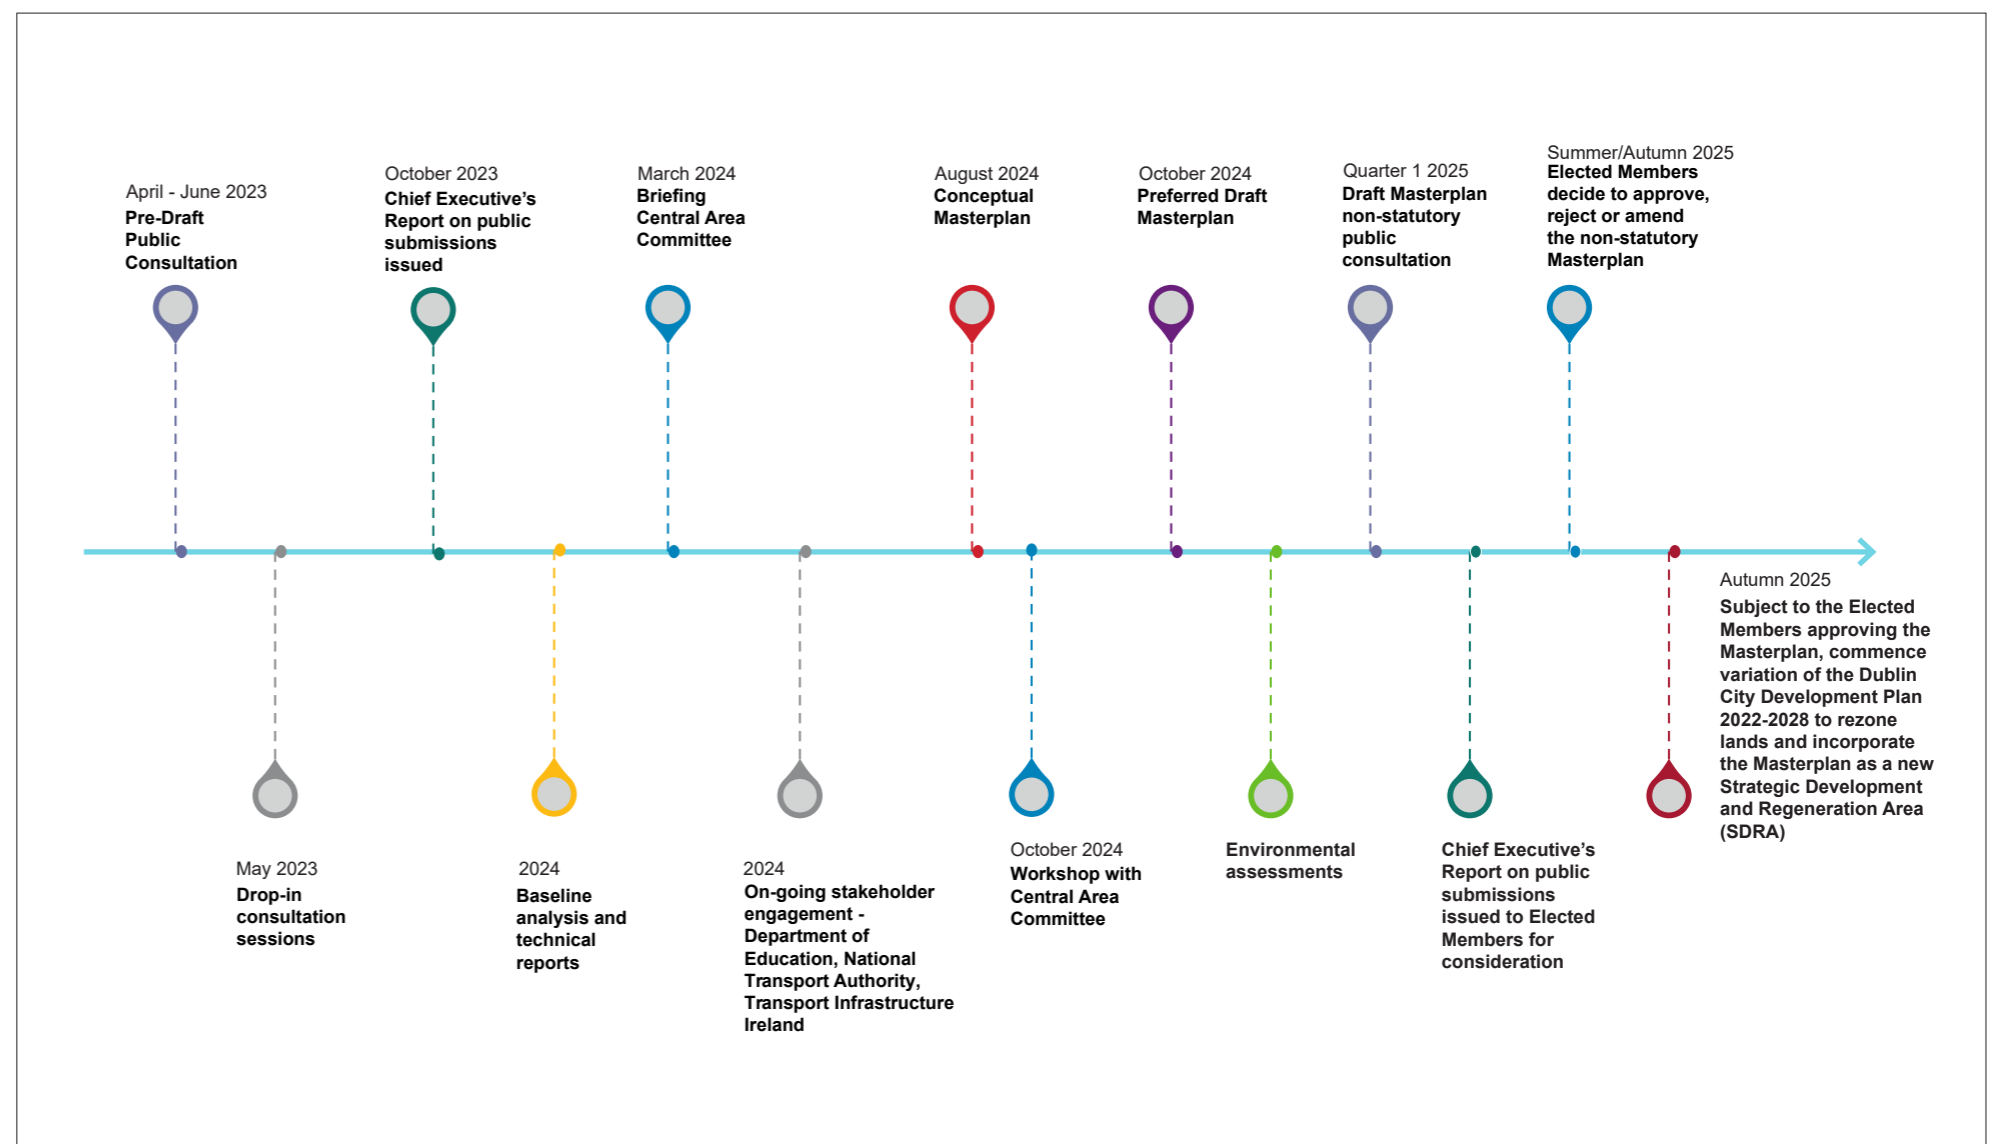 April - June 2023
Pre-Draft
Public
Consultation
October 2023
Chief Executive’s
Report on public
submissions
issued
March 2024
Briefing
Central Area
Committee
August 2024
Conceptual
Masterplan
October 2024
Preferred Draft
Masterplan
Quarter 1 2025
Draft Masterplan
non-statutory
public
consultation
Summer/Autumn 2025
Elected Members
decide to approve,
reject or amend
the non-statutory
Masterplan
May 2023
Drop-in
consultation
sessions
2024
Baseline
analysis and
technical
reports
2024
On-going stakeholder
engagement -
Department of
Education, National
Transport Authority,
Transport Infrastructure
Ireland
October 2024
Workshop with
Central Area
Committee
Environmental
assessments
Chief Executive’s
Report on public
submissions
issued to Elected
Members for
consideration
Autumn 2025
Subject to the Elected
Members approving the
Masterplan, commence
variation of the Dublin
City Development Plan
2022-2028 to rezone
lands and incorporate
the Masterplan as a new
Strategic Development
and Regeneration Area
(SDRA)